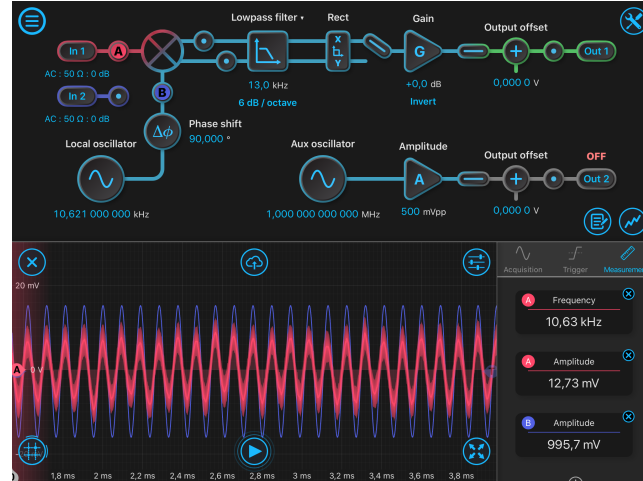 Lowpass filter ▾ Rect Gain Output offset
In 1 A X Y G Out 1
B 13,0 kHz +0,0 dB 0,000 0 V
AC : 50 Ω : 0 dB 6 dB / octave Invert
In 2
AC : 50 Ω : 0 dB
Phase shift
Δϕ 90,000 °
Local oscillator Aux oscillator Amplitude Output offset OFF
A Out 2
10,621 000 000 kHz 1,000 000 000 000 MHz 500 mVpp 0,000 0 V
Acquisition Trigger Measuremen
20 mV
A Frequency
10,63 kHz
A 0 V
A Amplitude
12,73 mV
B Amplitude
995,7 mV
1,8 ms 2 ms 2,2 ms 2,4 ms 2,6 ms 2,8 ms 3 ms 3,2 ms 3,4 ms 3,6 ms 3,8 ms